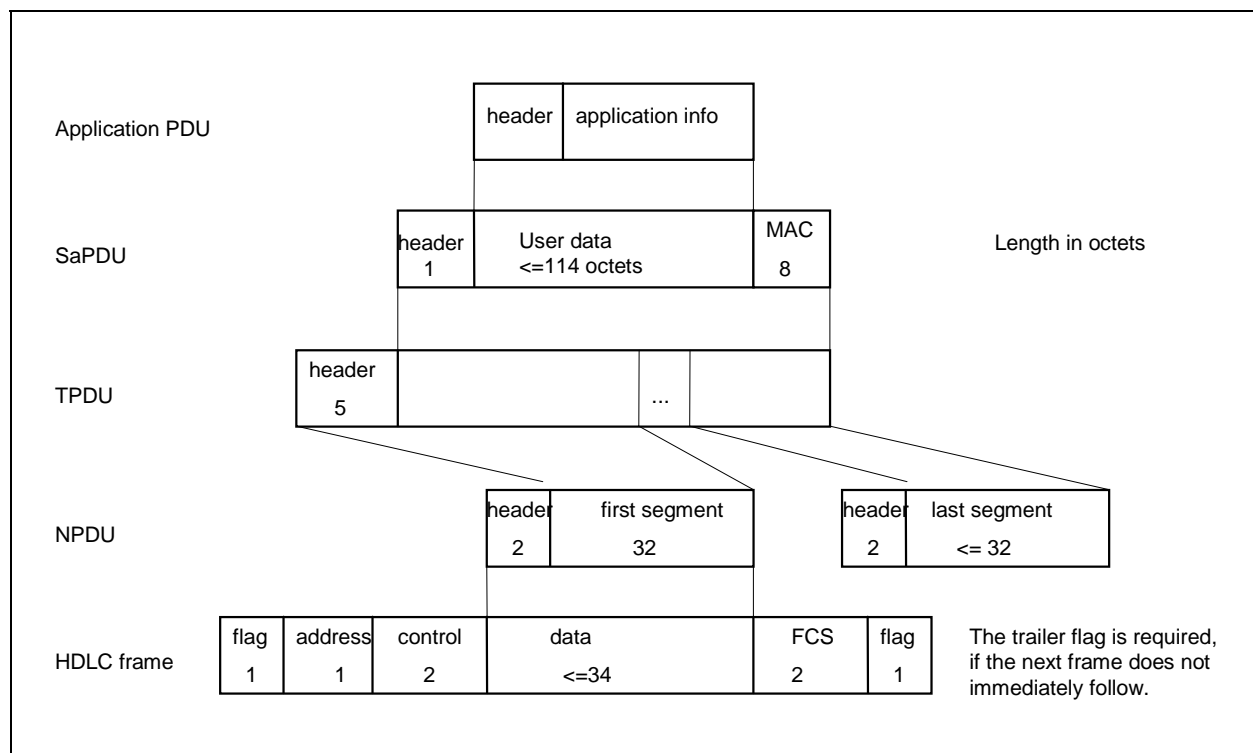 Application PDU
header
application info
SaPDU
header
1
User data
<=114 octets
MAC
8
Length in octets
TPDU
header
5
...
NPDU
header
2
first segment
32
header
2
last segment
<= 32
HDLC frame
flag
1
address
1
control
2
data
<=34
FCS
2
flag
1
The trailer flag is required,
if the next frame does not
immediately follow.